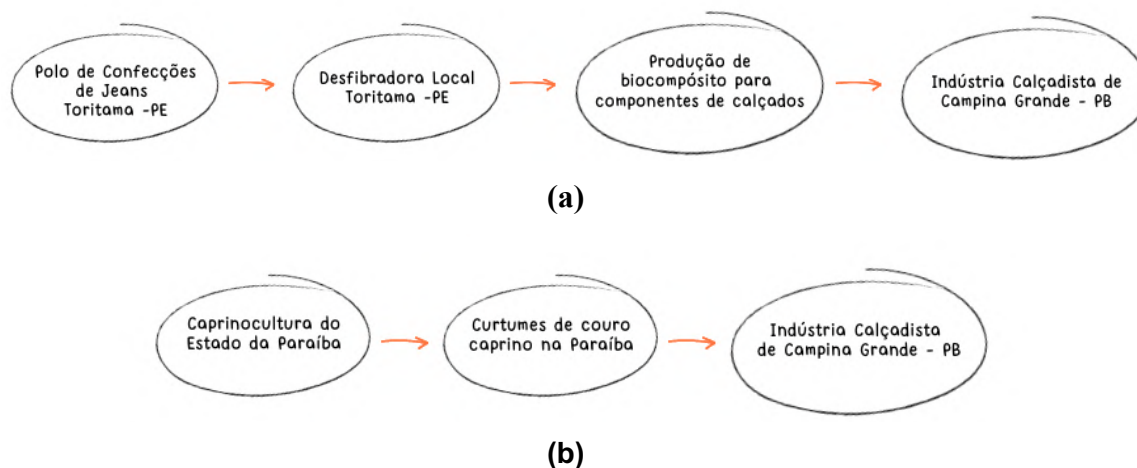 Polo de Confecções
de Jeans
Toritama -PE
Desfibradora Local
Toritama -PE
Produção de
biocompósito para
componentes de calçados
Indústria Calçadista de
Campina Grande - PB
(a)
Caprinocultura do
Estado da Paraíba
Curtumes de couro
caprino na Paraíba
Indústria Calçadista
de Campina Grande - PB
(b)